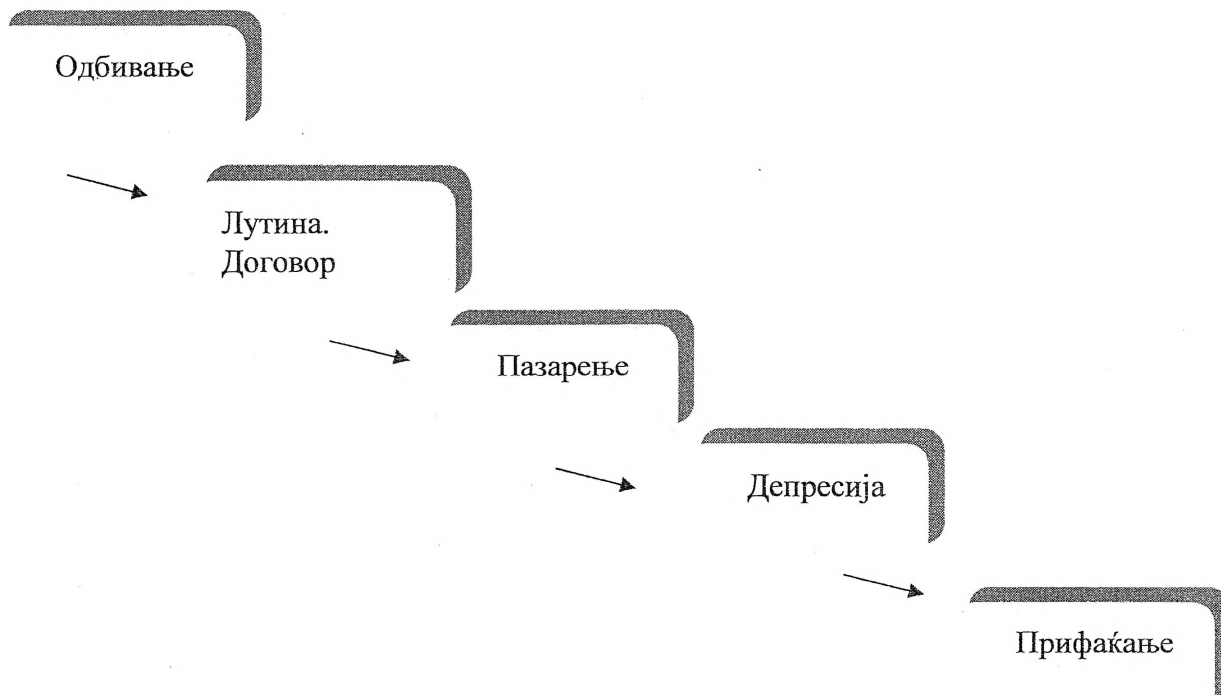 Одбивање
Лутина.
Договор
Пазарење
Депресија
Прифаќање